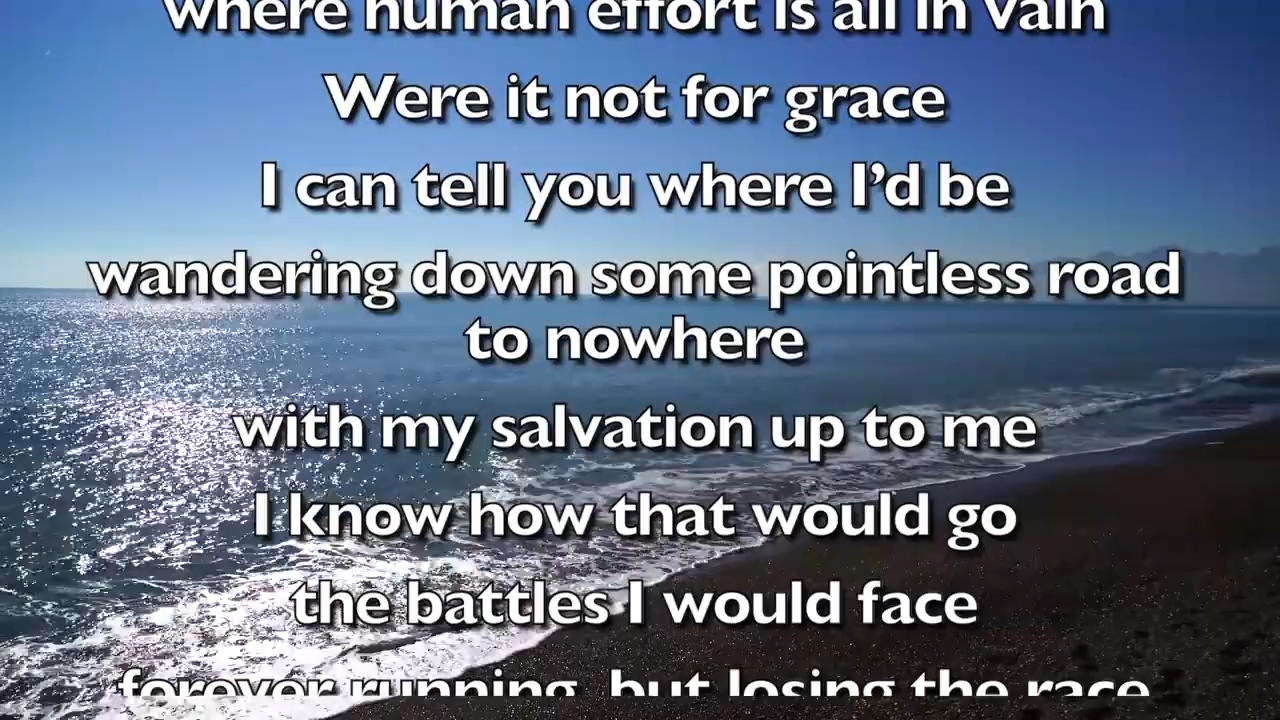 where human effort is all in vain
Were it not for grace
I can tell you where I’d be
wandering down some pointless road
to nowhere
with my salvation up to me
I know how that would go
the battles I would face
forever running, but losing the race